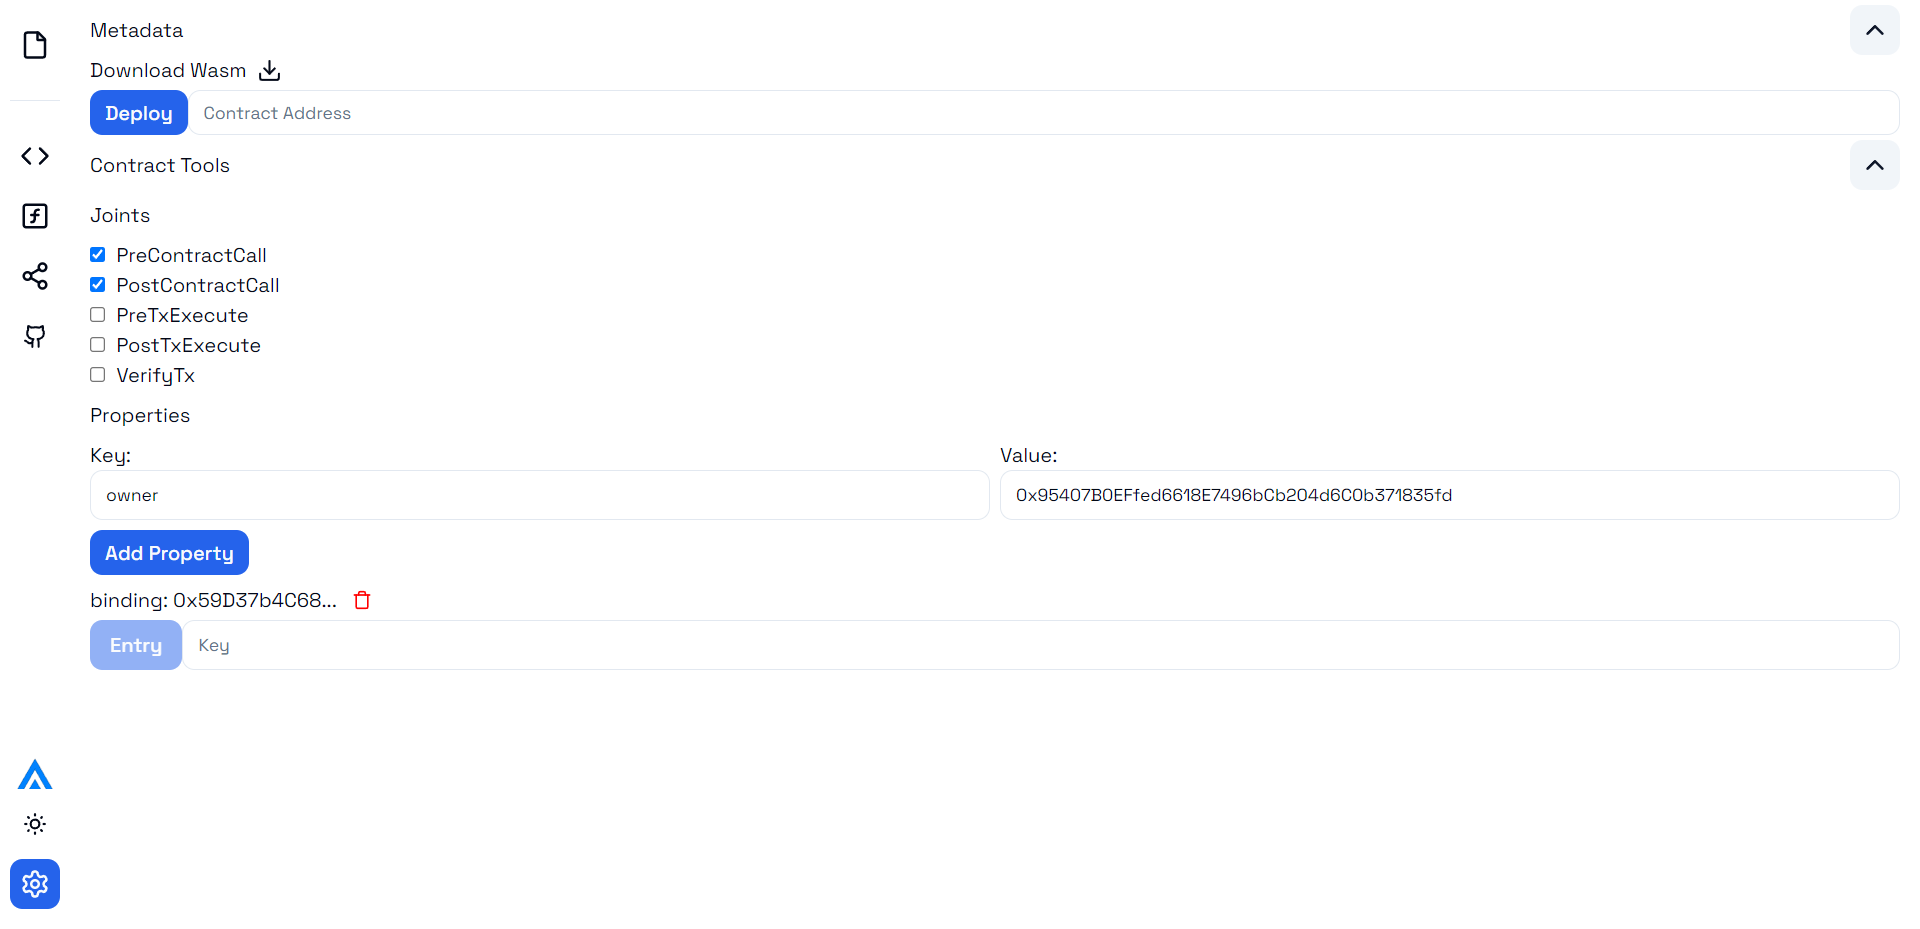 Metadata
Download Wasm
Deploy Contract Address
Contract Tools
Joints
PreContractCall
PostContractCall
PreTxExecute
PostTxExecute
VerifyTx
Properties
Key: Value:
owner 0x95407B0EFfed6618E7496bCb204d6C0b371835fd
Add Property
binding: 0x59D37b4C68...
Entry Key